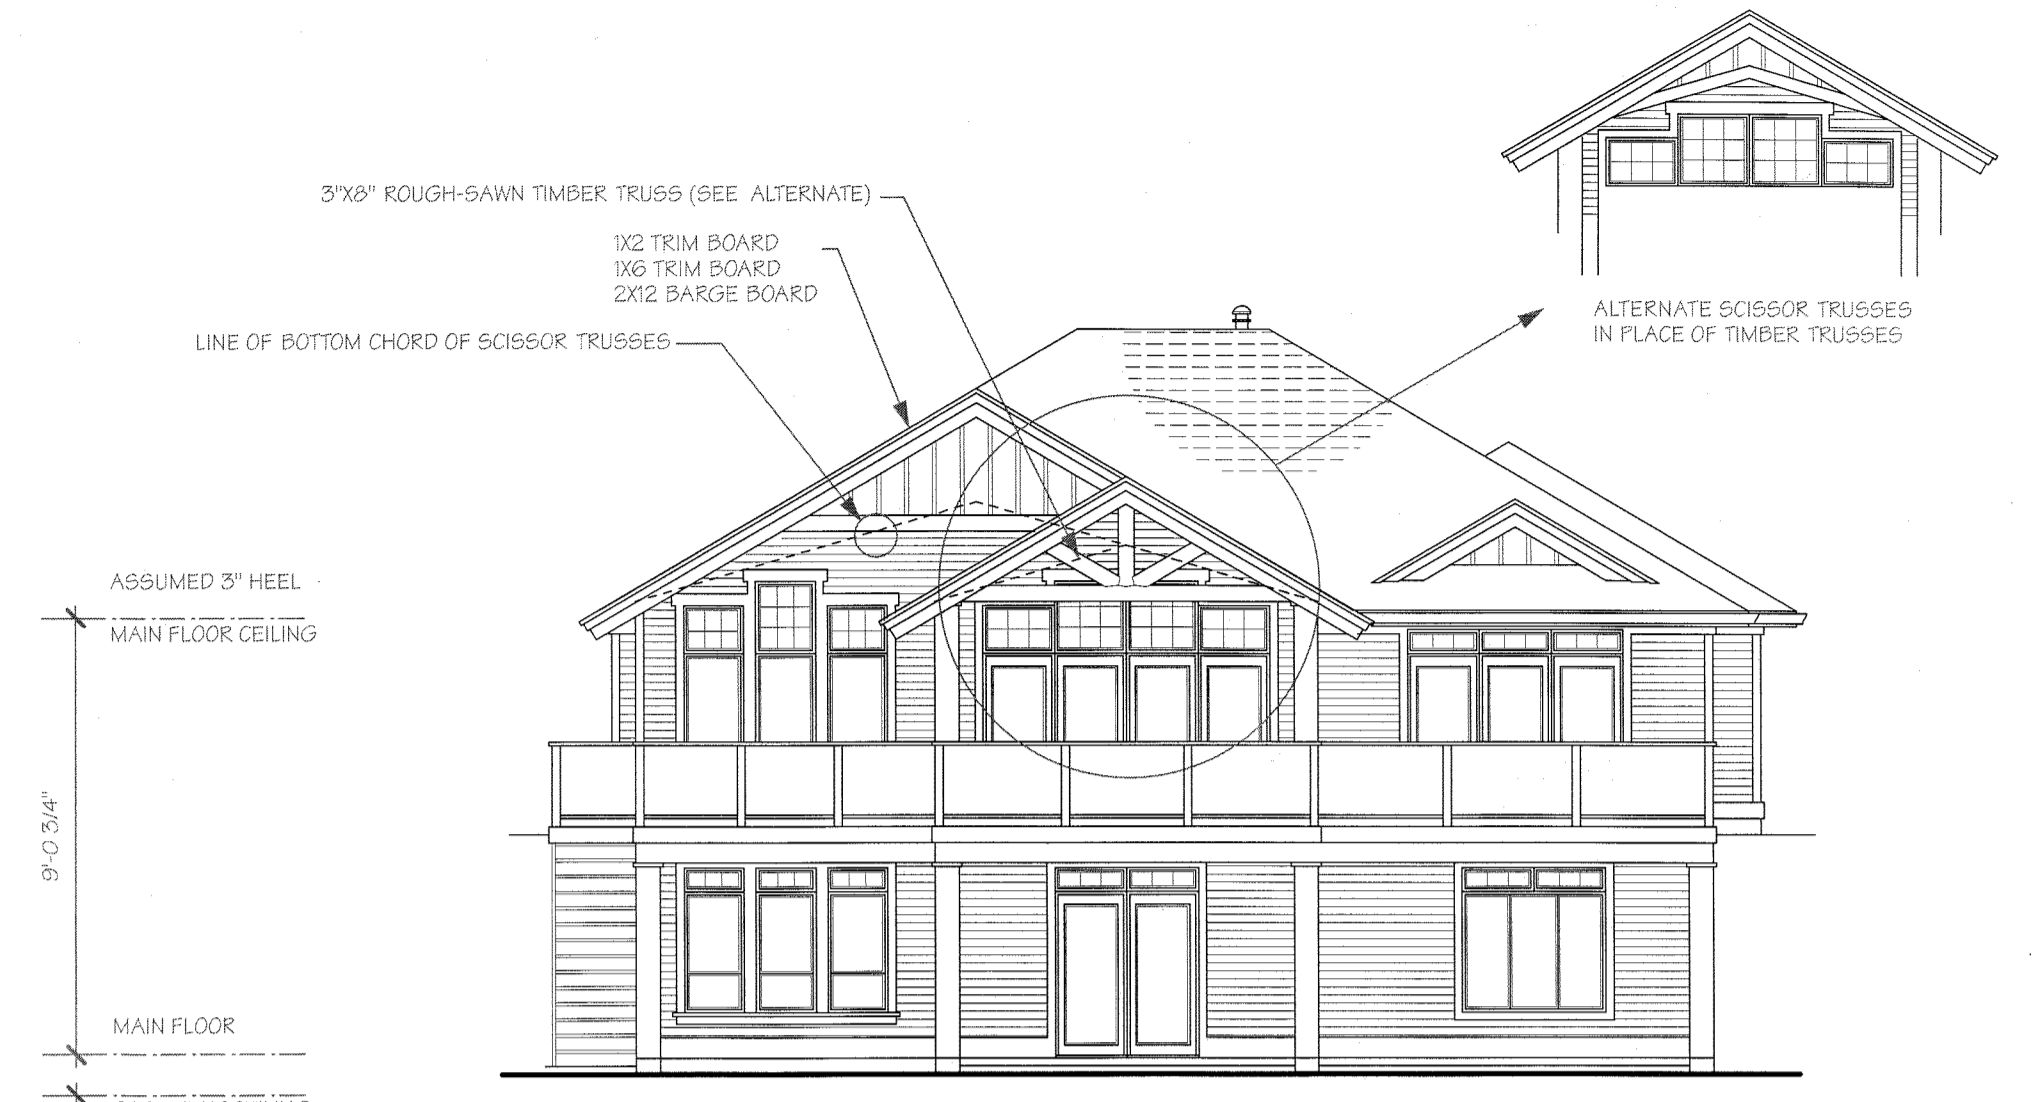 3"X8" ROUGH-SAWN TIMBER TRUSS (SEE ALTERNATE)
1X2 TRIM BOARD
1X6 TRIM BOARD
2X12 BARGE BOARD
LINE OF BOTTOM CHORD OF SCISSOR TRUSSES
ALTERNATE SCISSOR TRUSSES
IN PLACE OF TIMBER TRUSSES
ASSUMED 3" HEEL
MAIN FLOOR CEILING
9'-0 3/4"
MAIN FLOOR